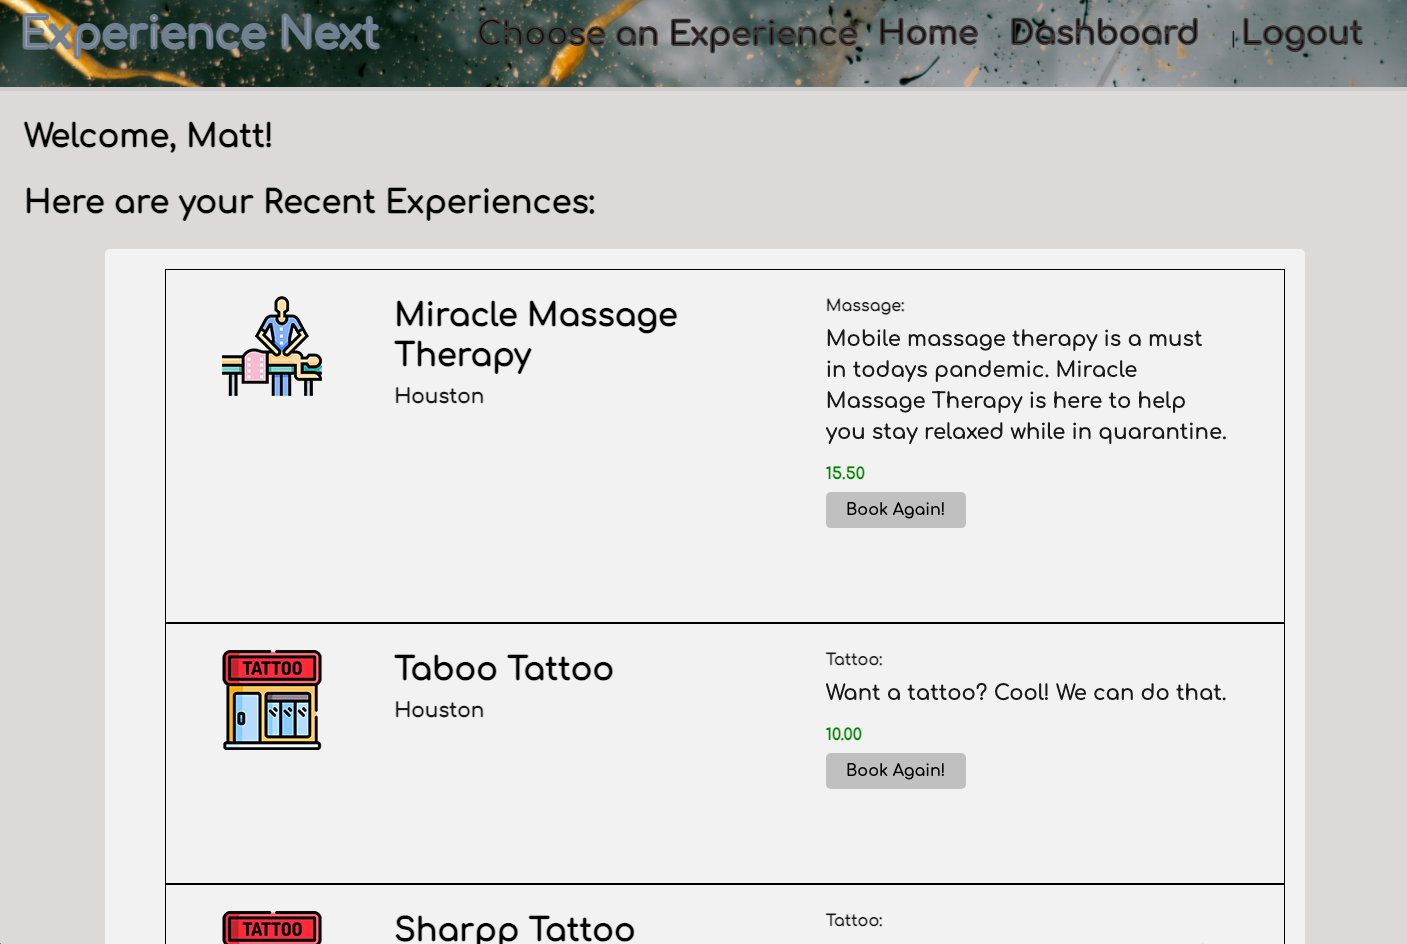 Experience Next
Choose an Experience
Home
Dashboard
Logout
Welcome, Matt!
Here are your Recent Experiences:
Miracle Massage
Therapy
Houston
Massage:
Mobile massage therapy is a must
in todays pandemic. Miracle
Massage Therapy is here to help
you stay relaxed while in quarantine.
15.50
Book Again!
TATTOO
Taboo Tattoo
Houston
Tattoo:
Want a tattoo? Cool! We can do that.
10.00
Book Again!
TATTOO
Sharpp Tattoo
Tattoo: